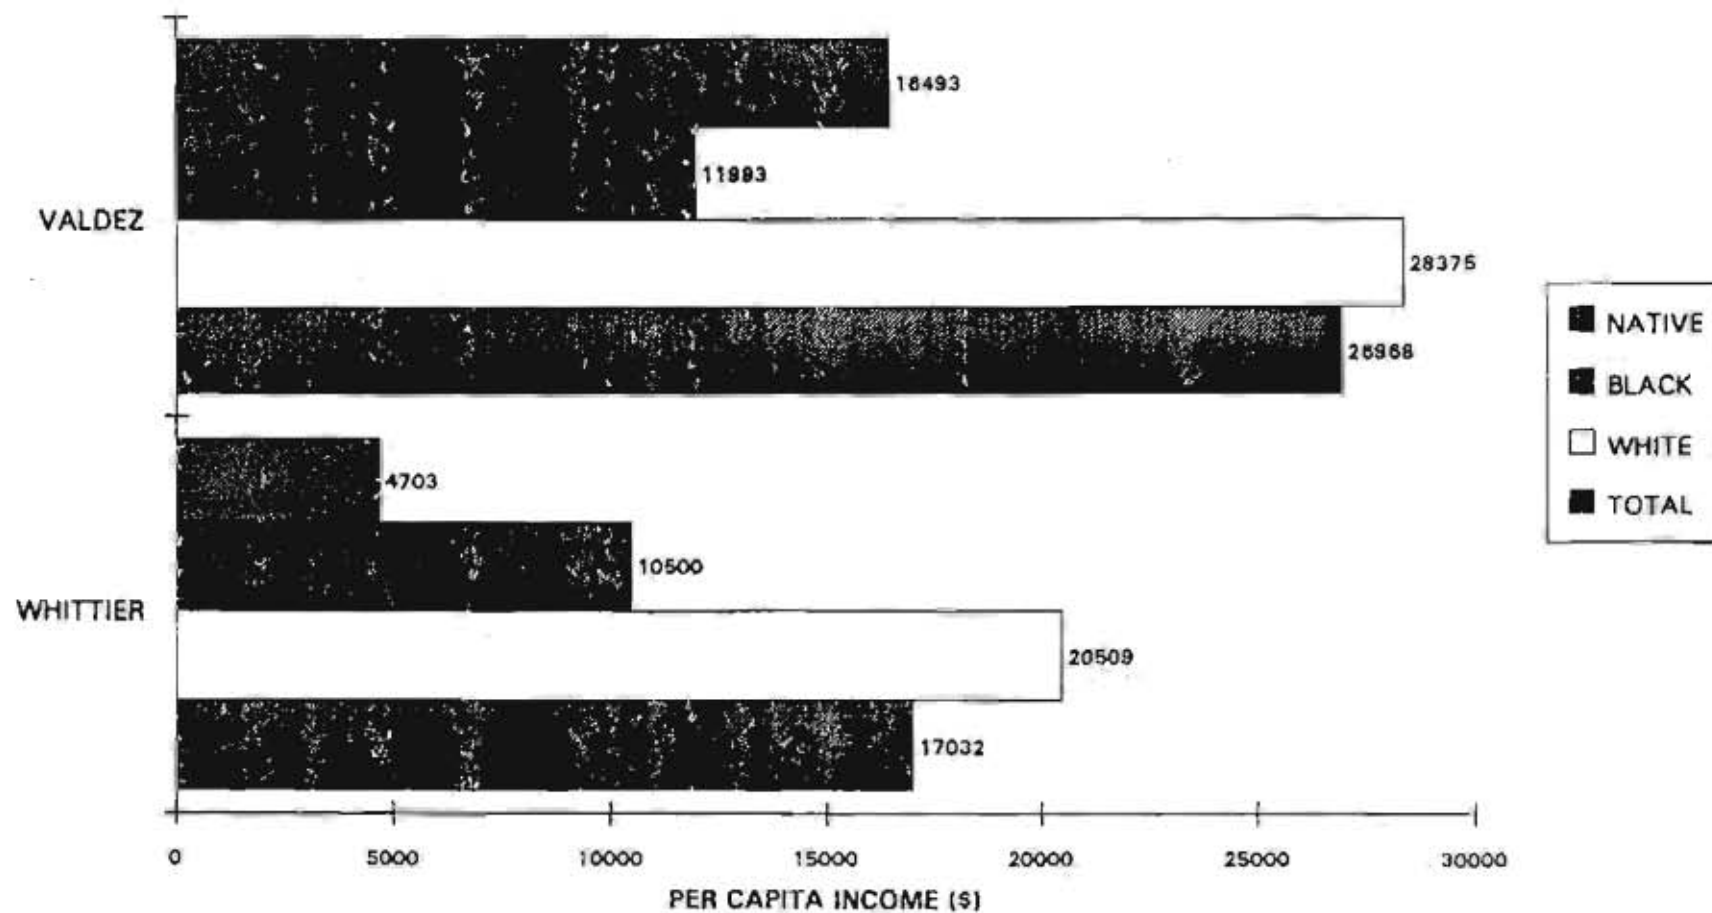 16493
11993
VALDEZ
28375
26968
NATIVE
BLACK
WHITE
TOTAL
4703
10500
WHITTIER
20509
17032
0 5000 10000 15000 20000 25000 30000
PER CAPITA INCOME ($)